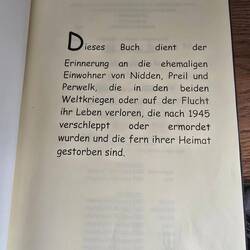 Dieses Buch dient der
Erinnerung an die ehemaligen
Einwohner von Nidden, Preil und
Perwelk, die in den beiden
Weltkriegen oder auf der Flucht
ihr Leben verloren, die nach 1945
verschleppt oder ermordet
wurden und die fern ihrer Heimat
gestorben sind.